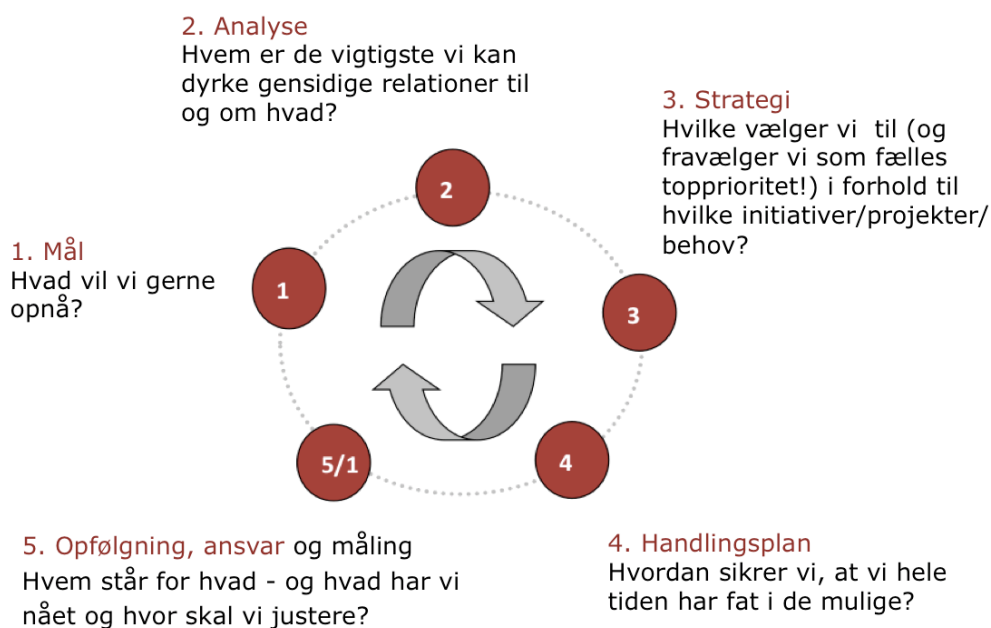 1. Mål
Hvad vil vi gerne
opnå?
2. Analyse
Hvem er de vigtigste vi kan
dyrke gensidige relationer til
og om hvad?
3. Strategi
Hvilke vælger vi til (og
fravælger vi som fælles
topprioritet!) i forhold til
hvilke initiativer/projekter/
behov?
4. Handlingsplan
Hvordan sikrer vi, at vi hele
tiden har fat i de mulige?
5. Opfølgning, ansvar og måling
Hvem står for hvad - og hvad har vi
nået og hvor skal vi justere?
1
2
3
4
5/1